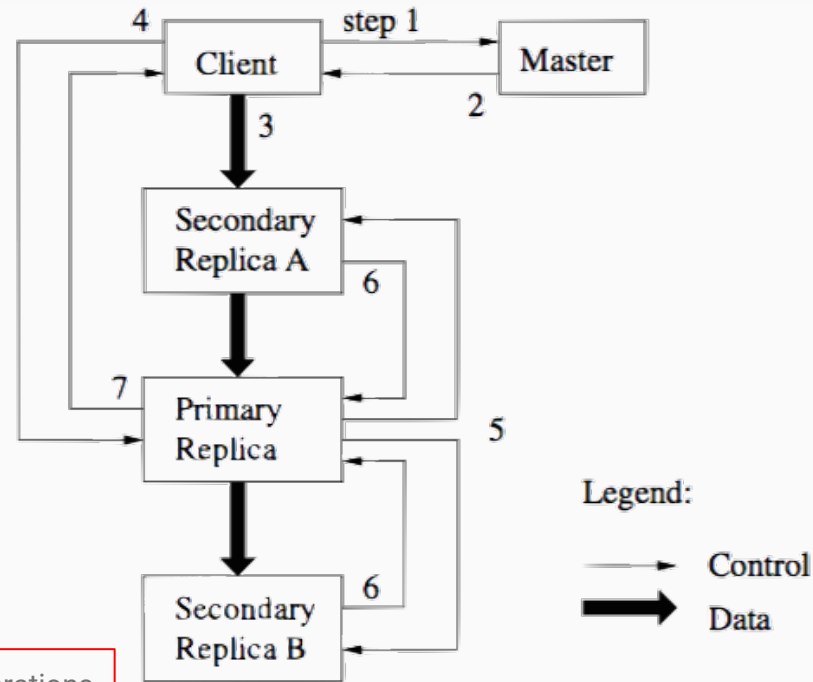 4
step 1
Client
Master
2
3
Secondary
Replica A
6
7
Primary
Replica
5
Legend:
Control
6
Secondary
Replica B
Data